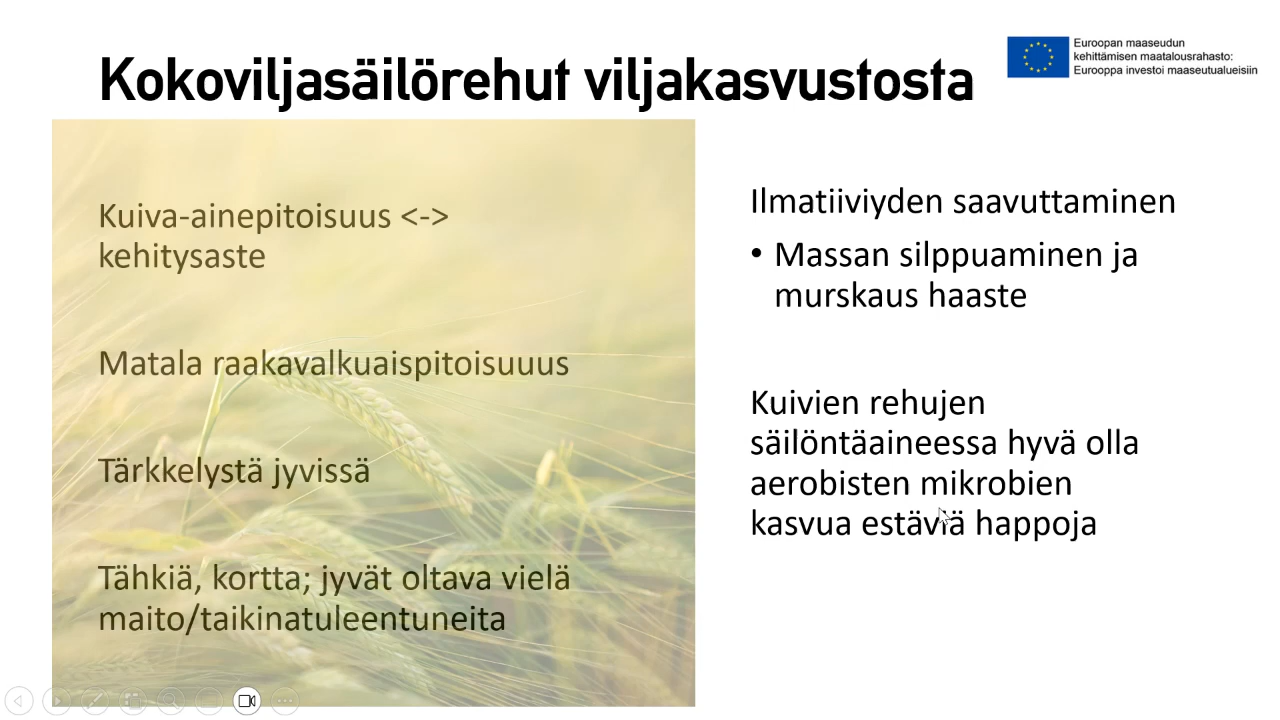 Kokoviljasäilörehut viljakasvustosta
Euroopan maaseudun
kehittämisen maatalousrahasto:
Eurooppa investoi maaseutualueisiin
Kuiva-ainepitoisuus <->
kehitysaste
Matala raakavalkuaispitoisuuus
Tärkkelystä jyvissä
Tähkiä, kortta; jyvät oltava vielä
maito/taikinatuleentuneita
Ilmatiiviyden saavuttaminen
• Massan silppuaminen ja
murskaus haaste
Kuivien rehujen
säilöntäaineessa hyvä olla
aerobisten mikrobien
kasvua estäviä happoja